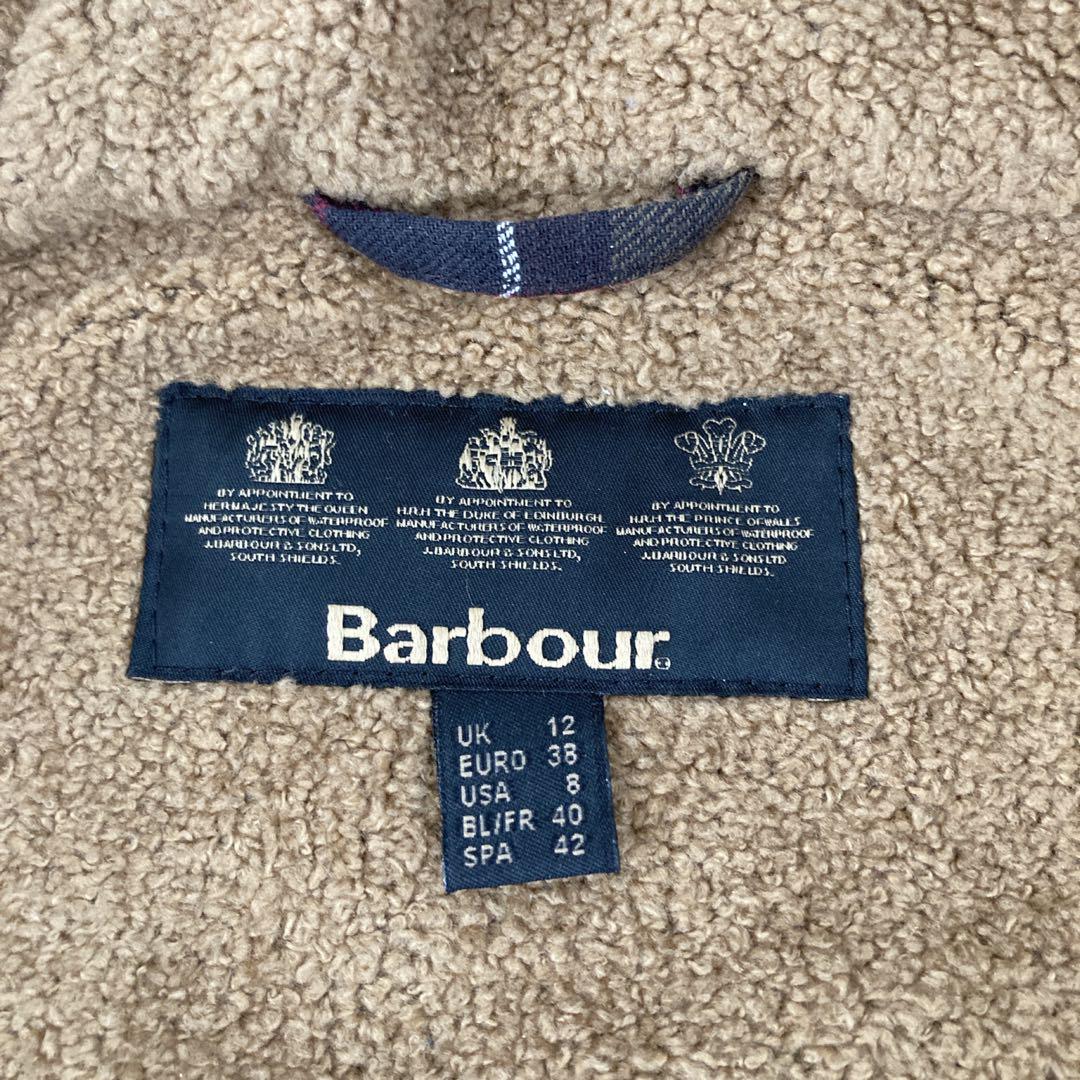 BY APPOINTMENT TO
HER MAJESTY THE QUEEN
MANUFACTURERS OF WATERPROOF
AND PROTECTIVE CLOTHING
J.BARBOUR & SONS LTD,
SOUTH SHIELDS.
BY APPOINTMENT TO
H.R.H THE DUKE OF EDINBURGH
MANUFACTURERS OF WATERPROOF
AND PROTECTIVE CLOTHING
J.BARBOUR & SONS LTD,
SOUTH SHIELDS.
BY APPOINTMENT TO
H.R.H THE PRINCE OF WALES
MANUFACTURERS OF WATERPROOF
AND PROTECTIVE CLOTHING
J.BARBOUR & SONS LTD
SOUTH SHIELDS.
Barbour.
UK 12
EURO 38
USA 8
BL/FR 40
SPA 42